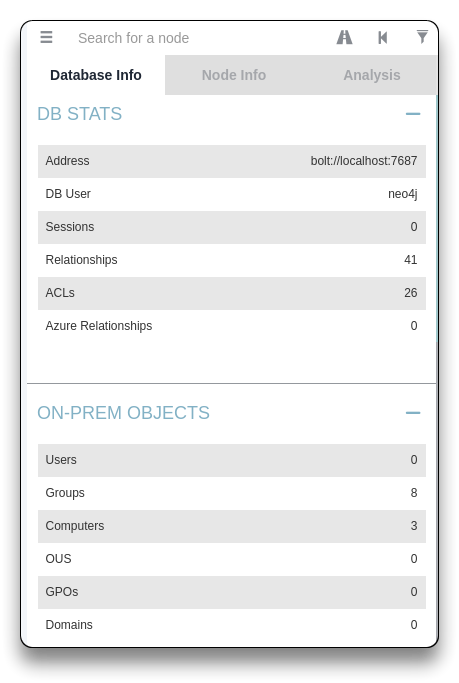 Search for a node
Database Info Node Info Analysis
DB STATS
Address bolt://localhost:7687
DB User neo4j
Sessions 0
Relationships 41
ACLs 26
Azure Relationships 0
ON-PREM OBJECTS
Users 0
Groups 8
Computers 3
OUS 0
GPOs 0
Domains 0